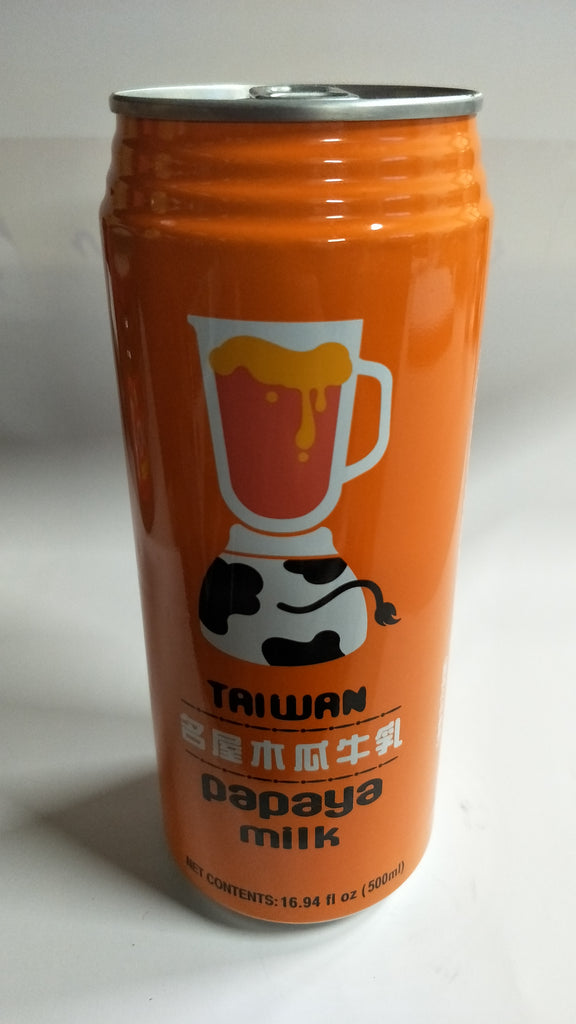 TAIWAN
名屋木瓜牛乳
papaya
milk
NET CONTENTS: 16.94 fl oz (500ml)